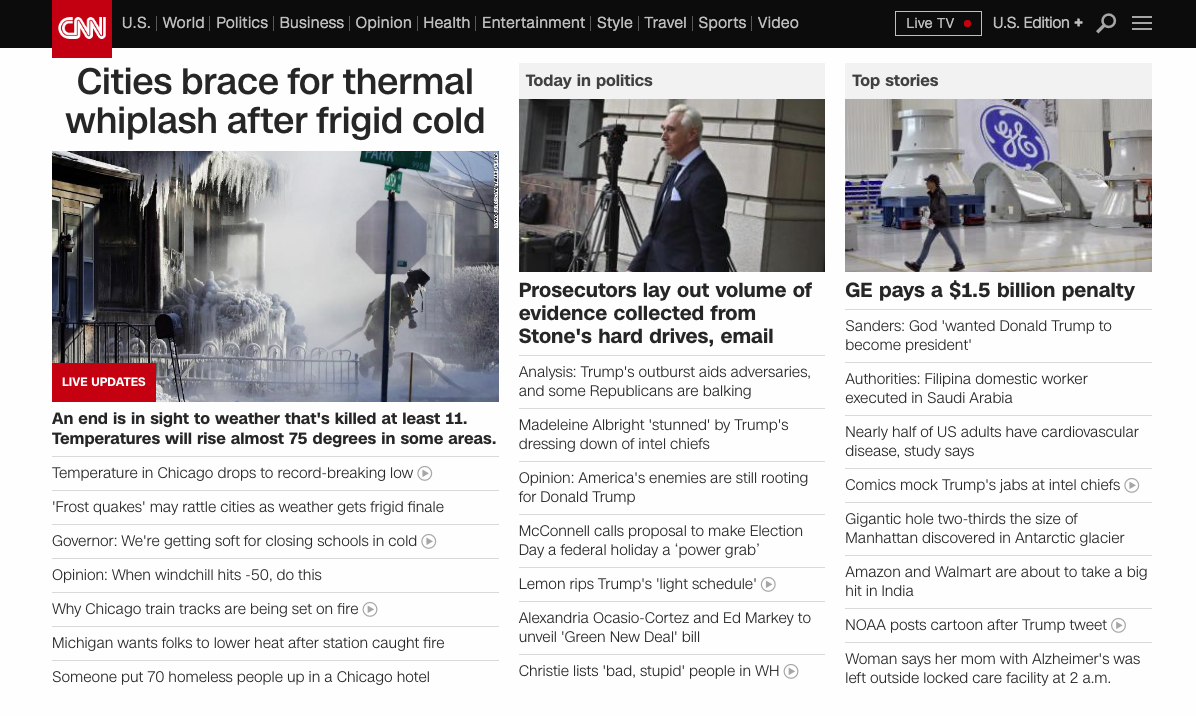 CNN
U.S.
World
Politics
Business
Opinion
Health
Entertainment
Style
Travel
Sports
Video
Live TV
U.S. Edition +
Cities brace for thermal
whiplash after frigid cold
PARK
ST
LIVE UPDATES
An end is in sight to weather that's killed at least 11.
Temperatures will rise almost 75 degrees in some areas.
Temperature in Chicago drops to record-breaking low
'Frost quakes' may rattle cities as weather gets frigid finale
Governor: We're getting soft for closing schools in cold
Opinion: When windchill hits -50, do this
Why Chicago train tracks are being set on fire
Michigan wants folks to lower heat after station caught fire
Someone put 70 homeless people up in a Chicago hotel
Today in politics
Prosecutors lay out volume of
evidence collected from
Stone's hard drives, email
Analysis: Trump's outburst aids adversaries,
and some Republicans are balking
Madeleine Albright 'stunned' by Trump's
dressing down of intel chiefs
Opinion: America's enemies are still rooting
for Donald Trump
McConnell calls proposal to make Election
Day a federal holiday a ‘power grab’
Lemon rips Trump's 'light schedule'
Alexandria Ocasio-Cortez and Ed Markey to
unveil 'Green New Deal' bill
Christie lists 'bad, stupid' people in WH
Top stories
GE
GE pays a $1.5 billion penalty
Sanders: God 'wanted Donald Trump to
become president'
Authorities: Filipina domestic worker
executed in Saudi Arabia
Nearly half of US adults have cardiovascular
disease, study says
Comics mock Trump's jabs at intel chiefs
Gigantic hole two-thirds the size of
Manhattan discovered in Antarctic glacier
Amazon and Walmart are about to take a big
hit in India
NOAA posts cartoon after Trump tweet
Woman says her mom with Alzheimer's was
left outside locked care facility at 2 a.m.